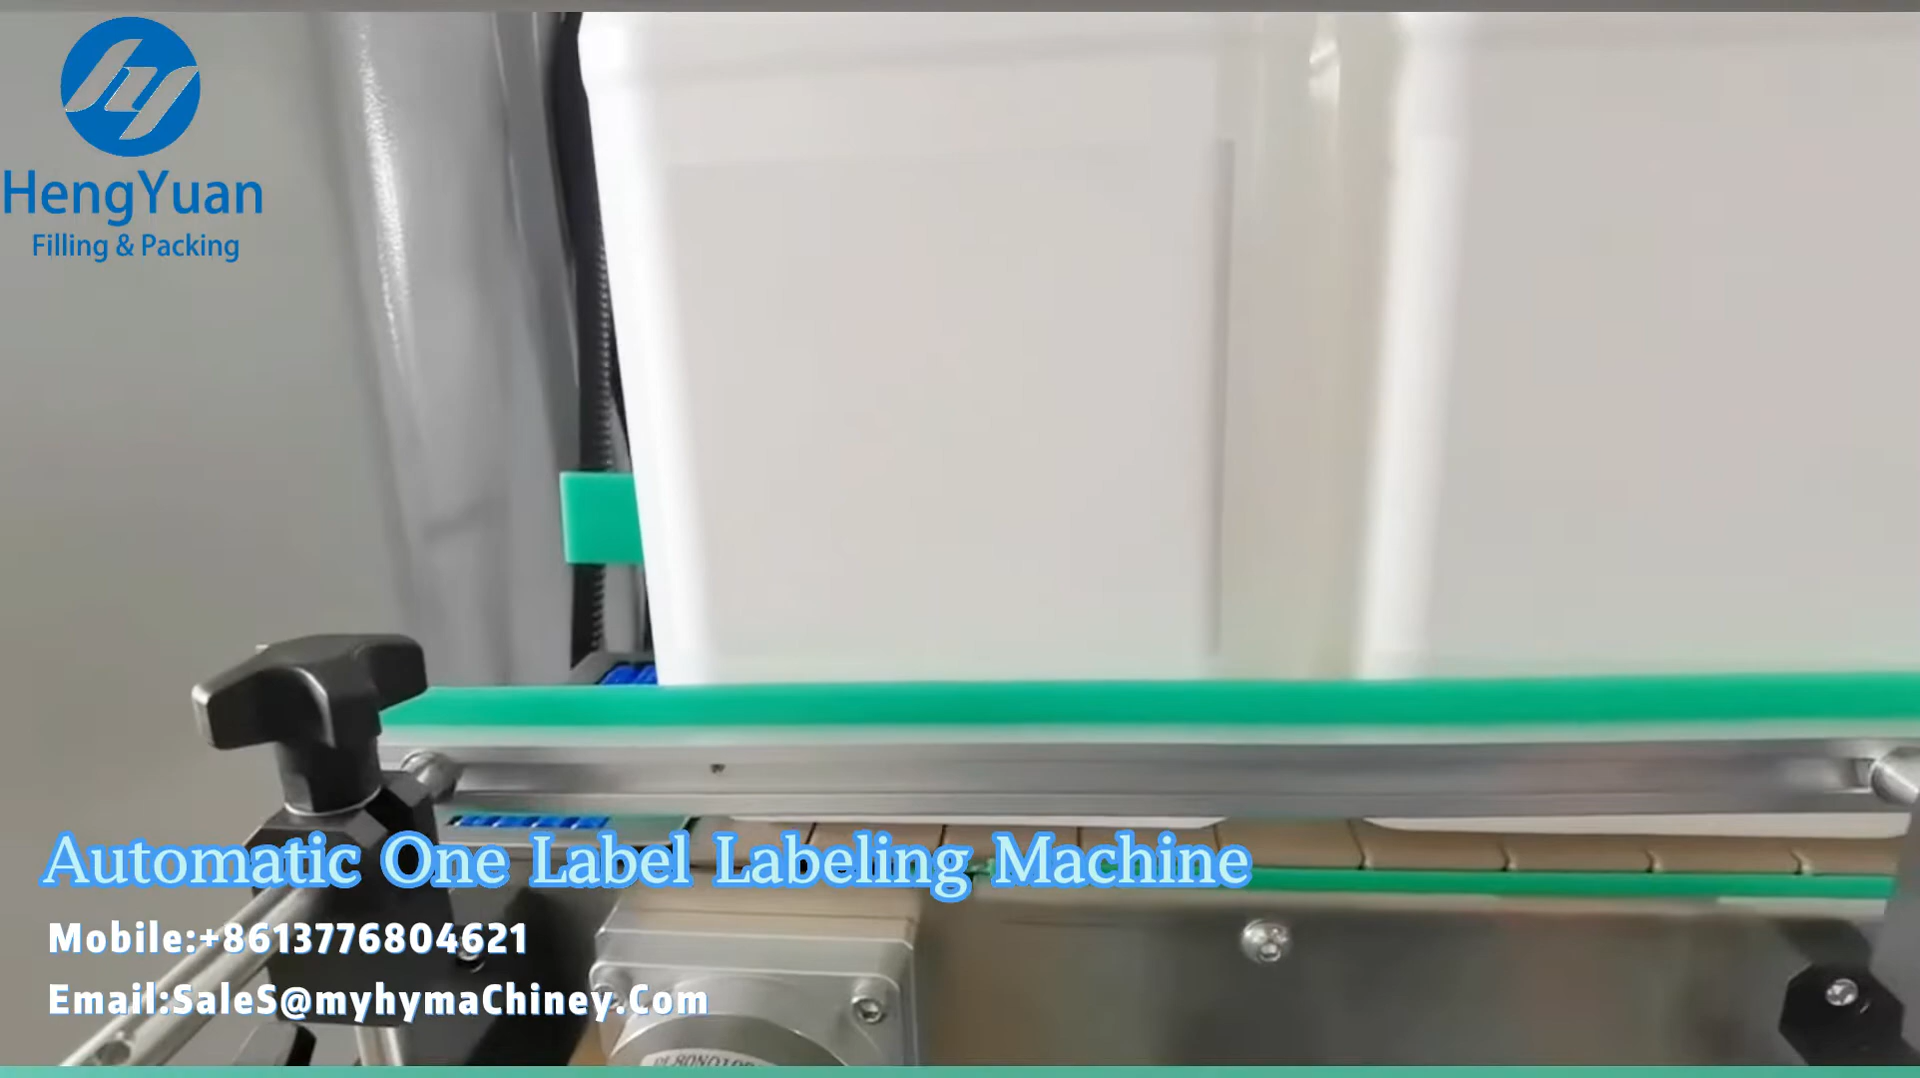 HengYuan
Filling & Packing
Automatic One Label Labeling Machine
Mobile:+8613776804621
Email:SaleS@myhymaChiney.Com